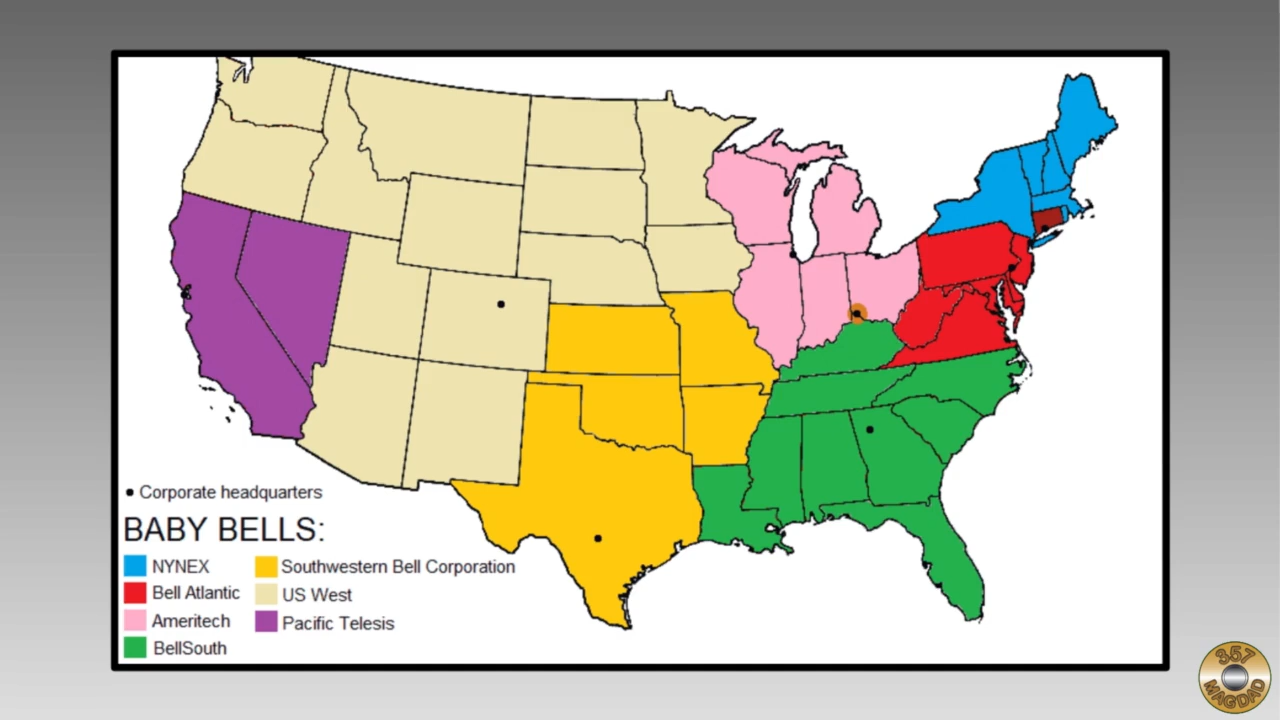 • Corporate headquarters
BABY BELLS:
NYNEX
Bell Atlantic
Ameritech
BellSouth
Southwestern Bell Corporation
US West
Pacific Telesis
357
MAGDAD